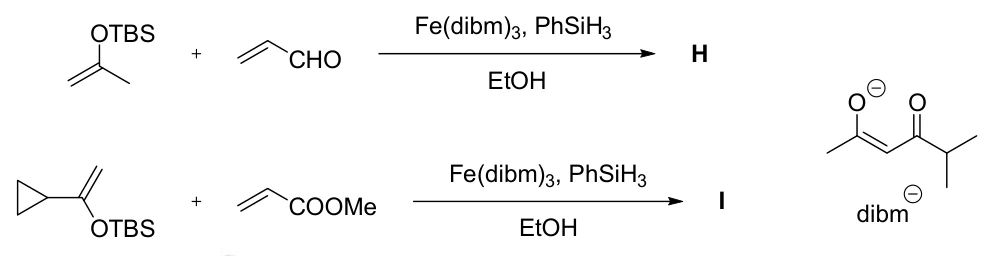 OTBS
+
CHO
Fe(dibm)₃, PhSiH₃
EtOH
H
OTBS
+
COOMe
Fe(dibm)₃, PhSiH₃
EtOH
I
O ⊖
O
dibm⊖